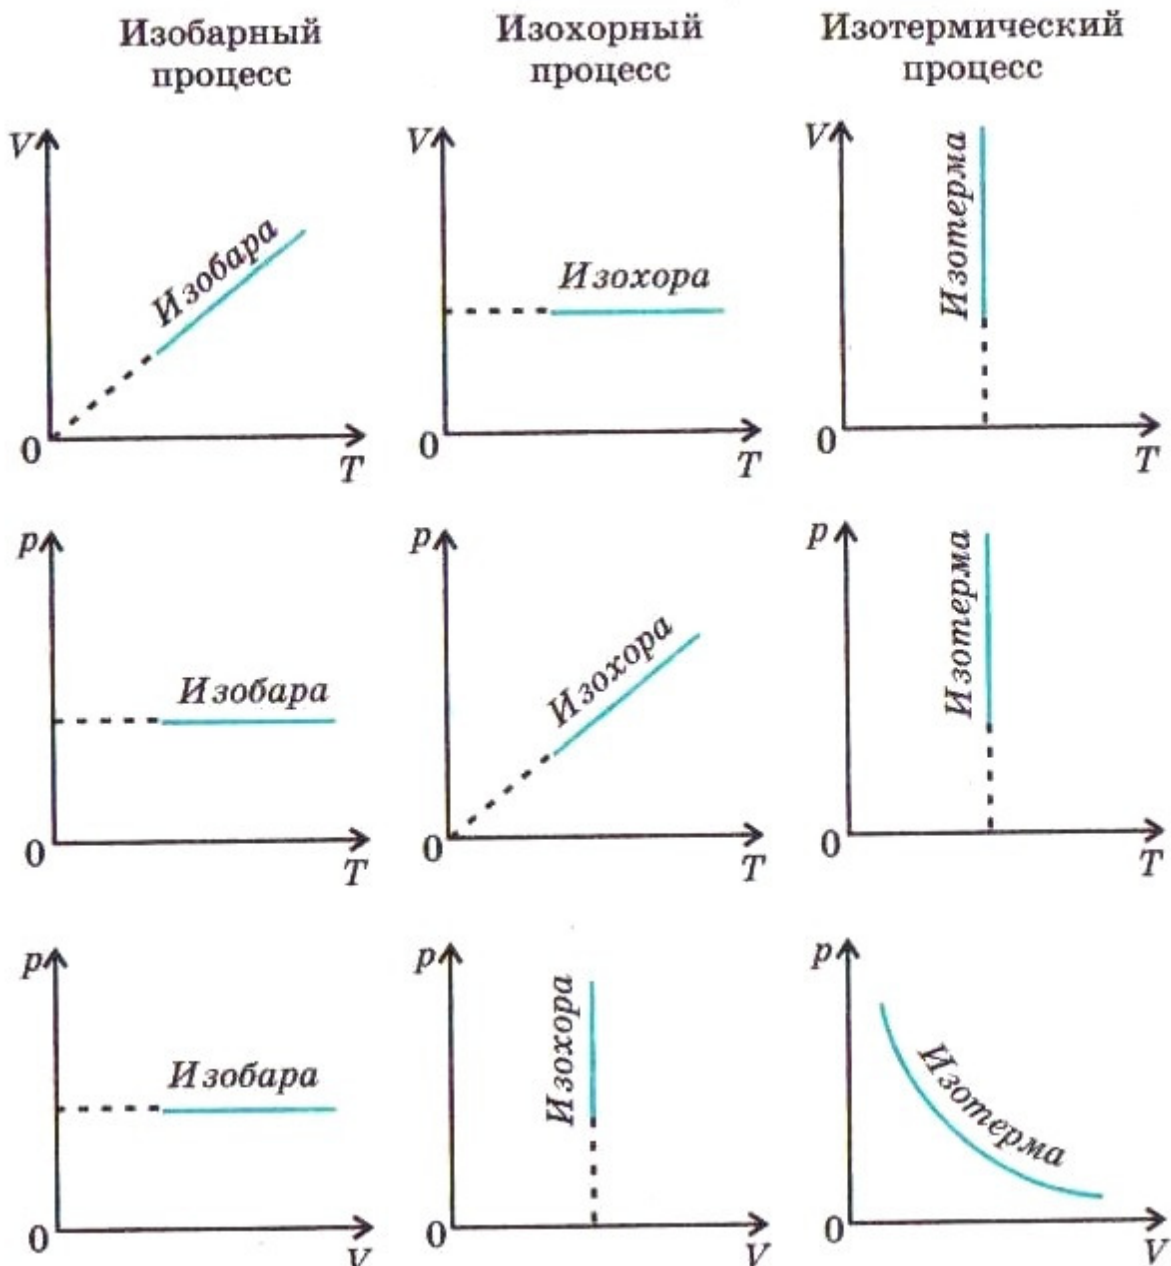 Изобарный
процесс
Изохорный
процесс
Изотермический
процесс
V
Изобара
0
T
V
Изохора
0
T
V
Изотерма
0
T
p
Изобара
0
T
p
Изохора
0
T
p
Изотерма
0
T
p
Изобара
0
V
p
Изохора
0
V
p
Изотерма
0
V